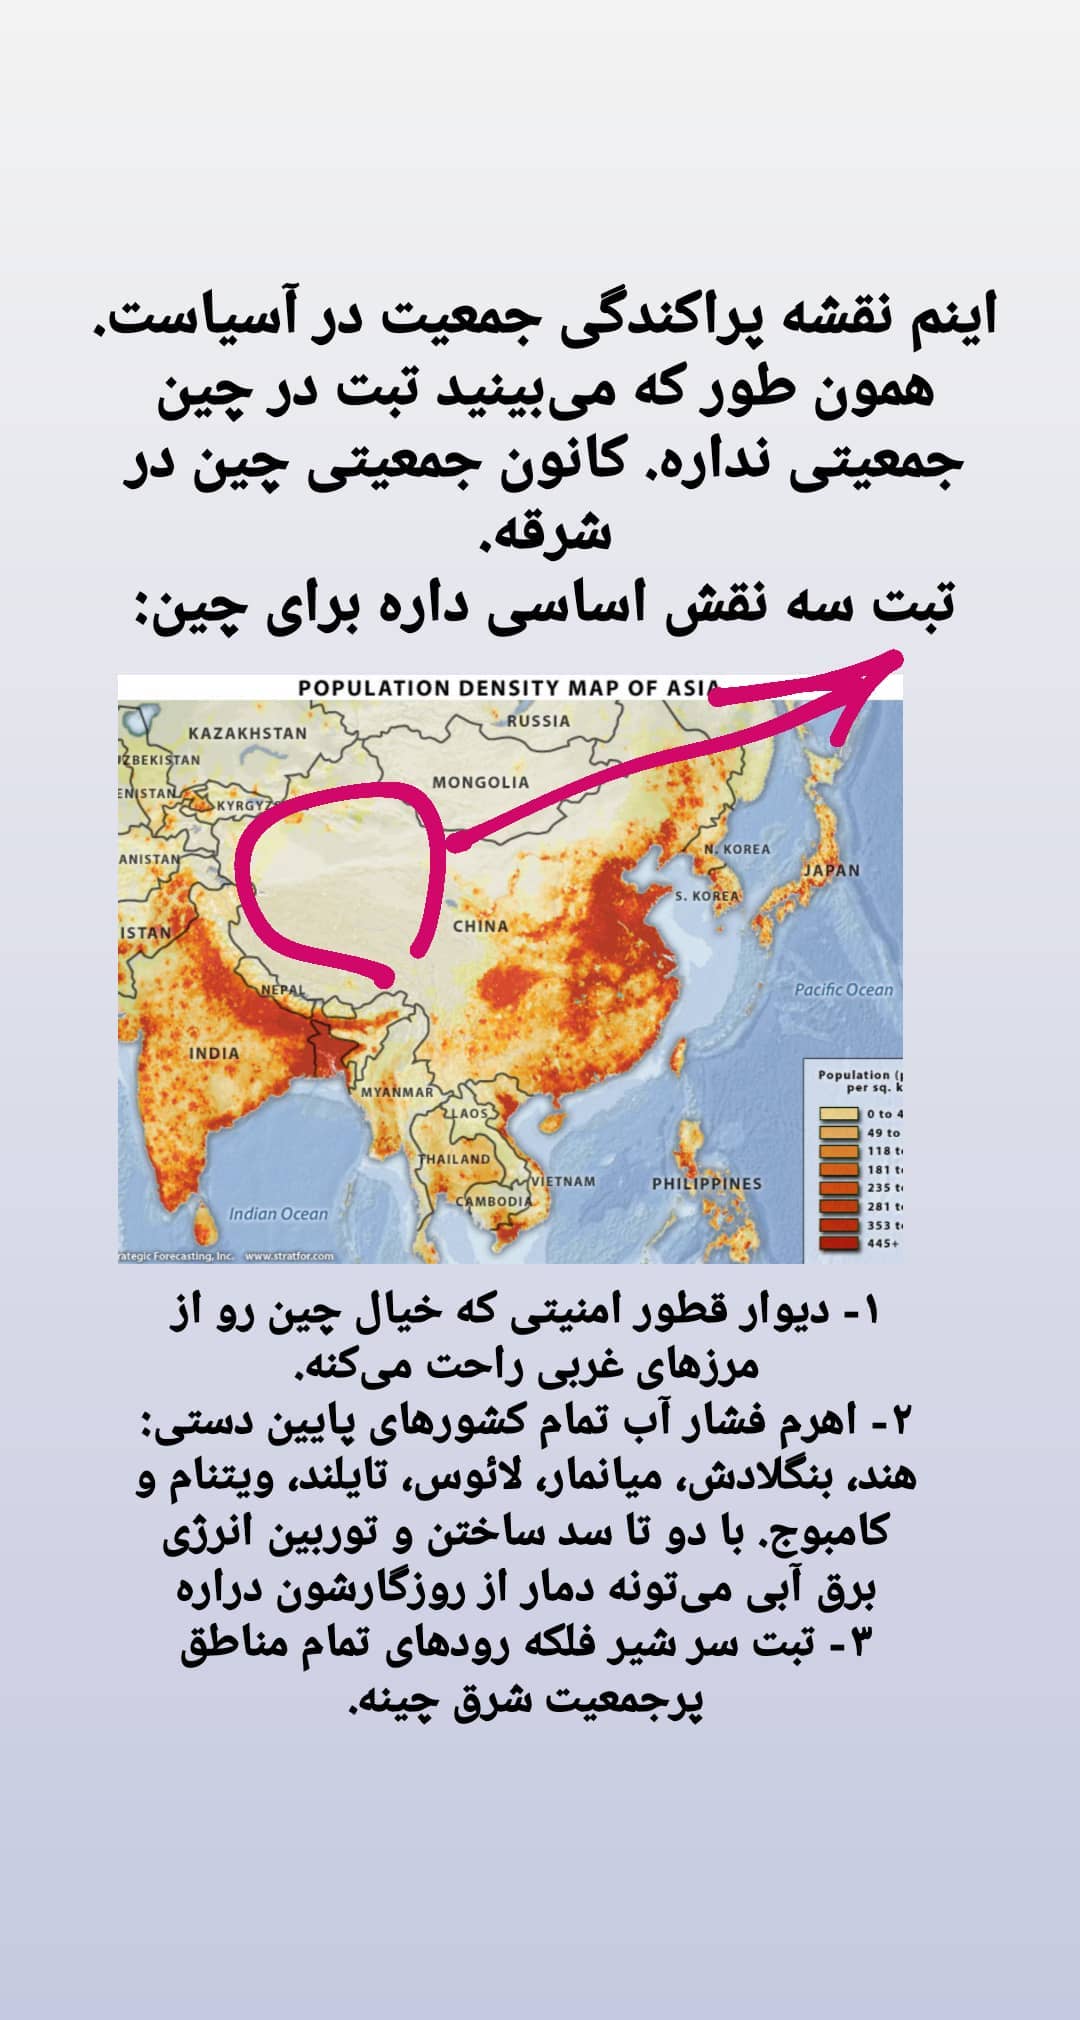 اینم نقشه پراکندگی جمعیت در آسیاست.
همون طور که می‌بینید تبت در چین
جمعیتی نداره. کانون جمعیتی چین در
شرقه.
تبت سه نقش اساسی داره برای چین:
POPULATION DENSITY MAP OF ASIA
RUSSIA
KAZAKHSTAN
UZBEKISTAN
MONGOLIA
ENISTAN
KYRGYZ
N. KOREA
ANISTAN
JAPAN
S. KOREA
CHINA
ISTAN
NEPAL
Pacific Ocean
INDIA
Population (
per sq. k
MYANMAR
0 to 4
LAOS
49 to
118 t
THAILAND
181 t
VIETNAM
PHILIPPINES
235 t
CAMBODIA
281 t
Indian Ocean
353 t
445+
rategic Forecasting, Inc. www.stratfor.com
۱- دیوار قطور امنیتی که خیال چین رو از
مرزهای غربی راحت می‌کنه.
۲- اهرم فشار آب تمام کشورهای پایین دستی:
هند، بنگلادش، میانمار، لائوس، تایلند، ویتنام و
کامبوج. با دو تا سد ساختن و توربین انرژی
برق آبی می‌تونه دمار از روزگارشون دراره
۳- تبت سر شیر فلکه رودهای تمام مناطق
پرجمعیت شرق چینه.